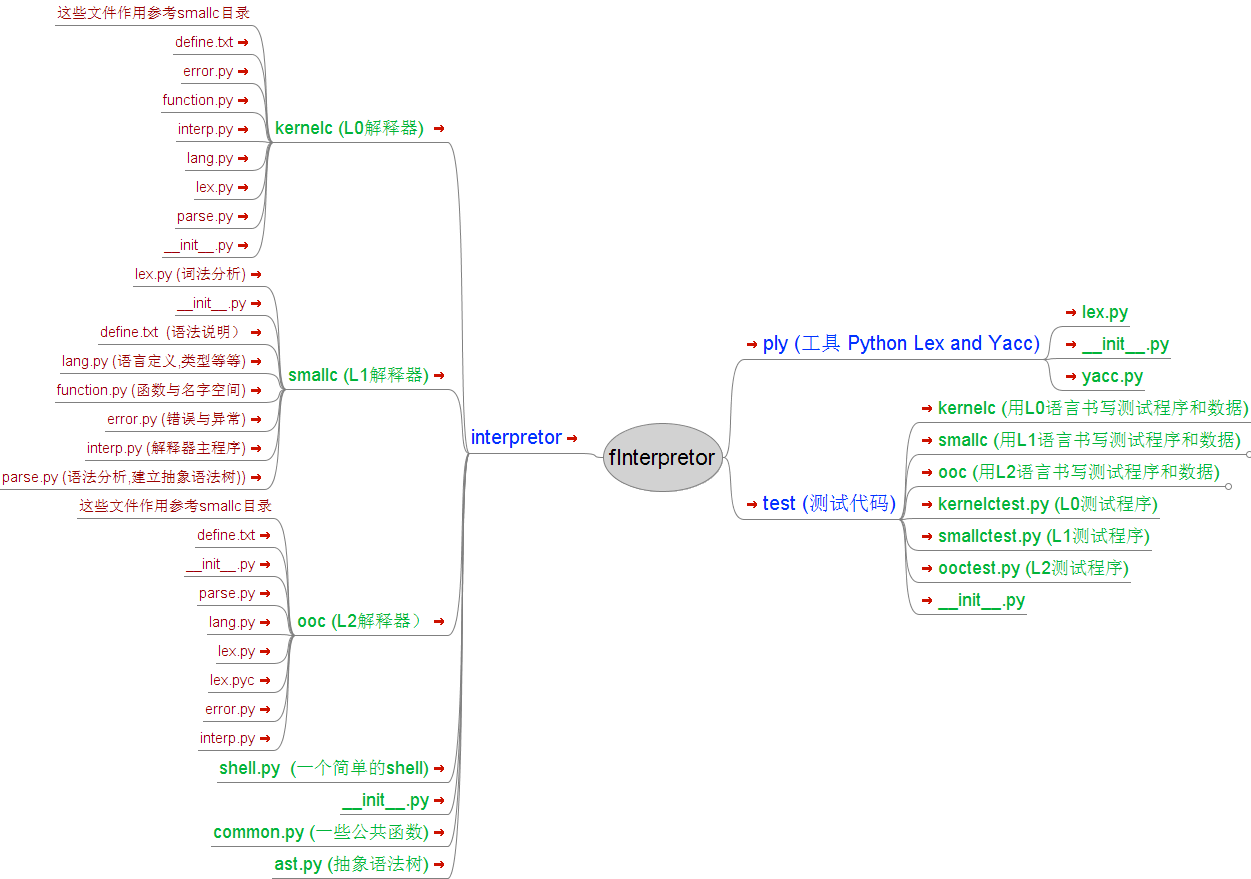 这些文件作用参考smallc目录
define.txt
error.py
function.py
interp.py
lang.py
lex.py
parse.py
__init__.py
kernelc (L0解释器)
lex.py (词法分析)
__init__.py
define.txt (语法说明）
lang.py (语言定义,类型等等)
function.py (函数与名字空间)
error.py (错误与异常)
interp.py (解释器主程序)
parse.py (语法分析,建立抽象语法树))
smallc (L1解释器)
这些文件作用参考smallc目录
define.txt
__init__.py
parse.py
lang.py
lex.py
lex.pyc
error.py
interp.py
ooc (L2解释器）
shell.py (一个简单的shell)
__init__.py
common.py (一些公共函数)
ast.py (抽象语法树)
interpretor
fInterpretor
ply (工具 Python Lex and Yacc)
lex.py
__init__.py
yacc.py
test (测试代码)
kernelc (用L0语言书写测试程序和数据)
smallc (用L1语言书写测试程序和数据)
ooc (用L2语言书写测试程序和数据)
kernelctest.py (L0测试程序)
smallctest.py (L1测试程序)
ooctest.py (L2测试程序)
__init__.py